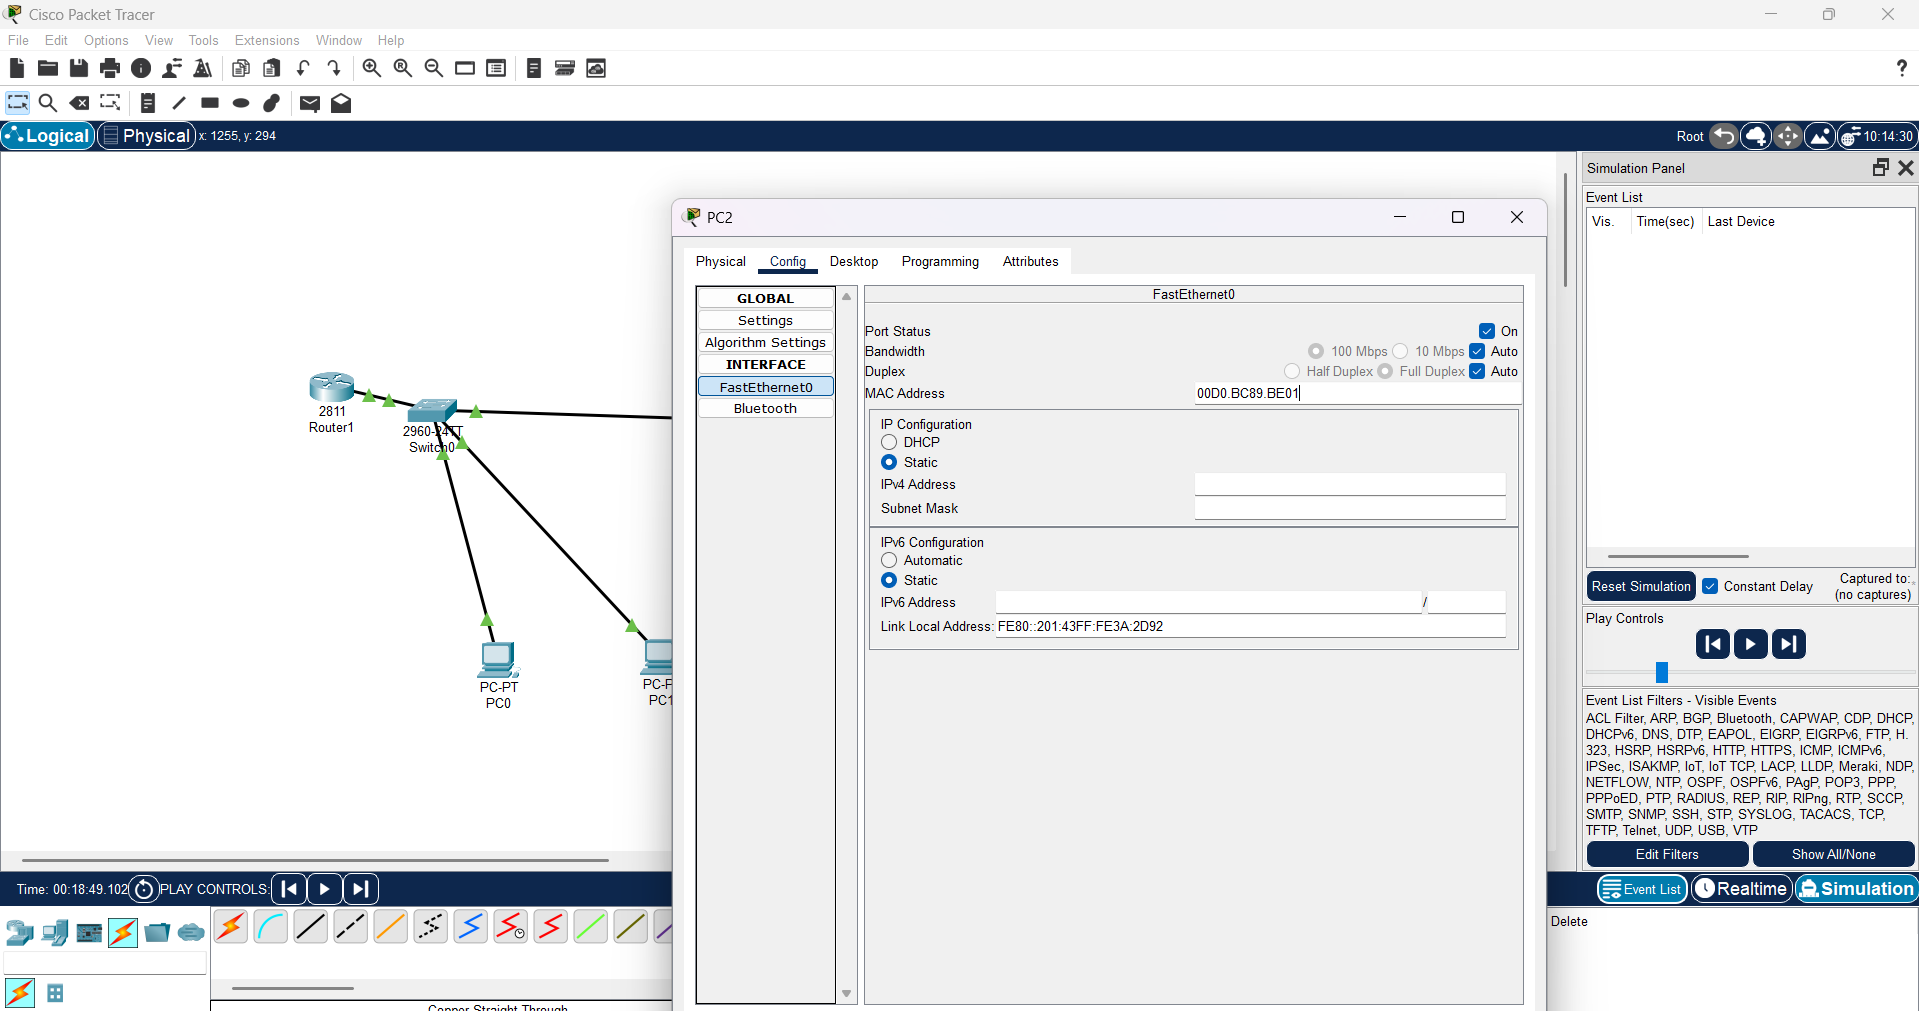 Cisco Packet Tracer
File Edit Options View Tools Extensions Window Help
Logical Physical x: 1255, y: 294
Root 10:14:30
2811
Router1
2960-24TT
Switch0
PC-PT
PC0
PC-P
PC1
PC2
Physical Config Desktop Programming Attributes
GLOBAL
Settings
Algorithm Settings
INTERFACE
FastEthernet0
Bluetooth
FastEthernet0
Port Status On
Bandwidth 100 Mbps 10 Mbps Auto
Duplex Half Duplex Full Duplex Auto
MAC Address 00D0.BC89.BE01
IP Configuration
DHCP
Static
IPv4 Address
Subnet Mask
IPv6 Configuration
Automatic
Static
IPv6 Address /
Link Local Address: FE80::201:43FF:FE3A:2D92
Simulation Panel
Event List
Vis. Time(sec) Last Device
Reset Simulation Constant Delay Captured to:
(no captures)
Play Controls
Event List Filters - Visible Events
ACL Filter, ARP, BGP, Bluetooth, CAPWAP, CDP, DHCP,
DHCPv6, DNS, DTP, EAPOL, EIGRP, EIGRPv6, FTP, H.
323, HSRP, HSRPv6, HTTP, HTTPS, ICMP, ICMPv6,
IPSec, ISAKMP, IoT, IoT TCP, LACP, LLDP, Meraki, NDP,
NETFLOW, NTP, OSPF, OSPFv6, PAgP, POP3, PPP,
PPPoED, PTP, RADIUS, REP, RIP, RIPng, RTP, SCCP,
SMTP, SNMP, SSH, STP, SYSLOG, TACACS, TCP,
TFTP, Telnet, UDP, USB, VTP
Edit Filters Show All/None
Time: 00:18:49.102 PLAY CONTROLS:
Event List Realtime Simulation
Delete
Copper Straight-Through